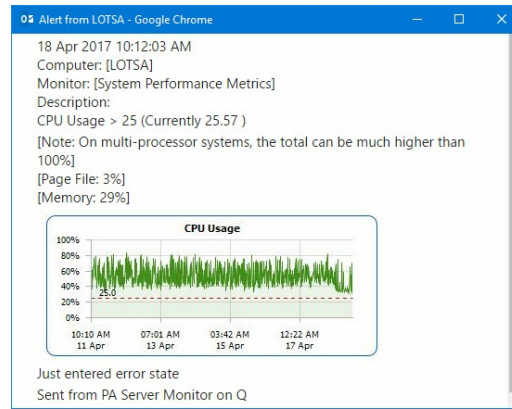 Alert from LOTSA - Google Chrome
18 Apr 2017 10:12:03 AM
Computer: [LOTSA]
Monitor: [System Performance Metrics]
Description:
CPU Usage > 25 (Currently 25.57 )
[Note: On multi-processor systems, the total can be much higher than
100%]
[Page File: 3%]
[Memory: 29%]
CPU Usage
100%
80%
60%
40%
25.0
20%
0%
10:10 AM 07:01 AM 03:42 AM 12:22 AM
11 Apr 13 Apr 15 Apr 17 Apr
Just entered error state
Sent from PA Server Monitor on Q